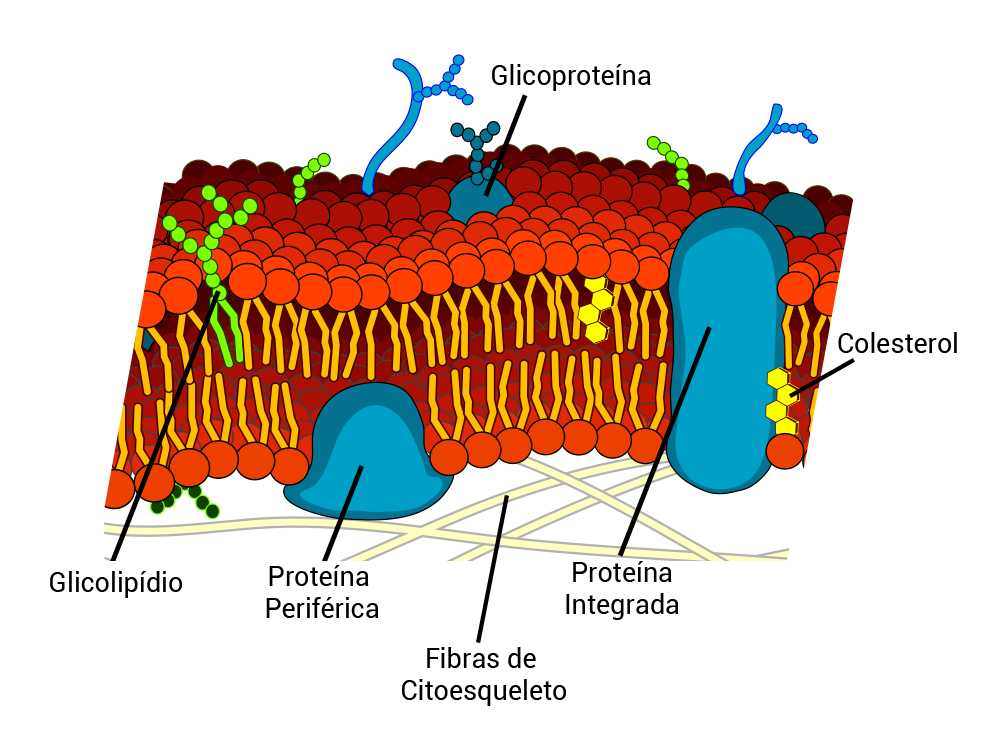 Glicoproteína
Colesterol
Glicolipídio
Proteína
Periférica
Proteína
Integrada
Fibras de
Citoesqueleto